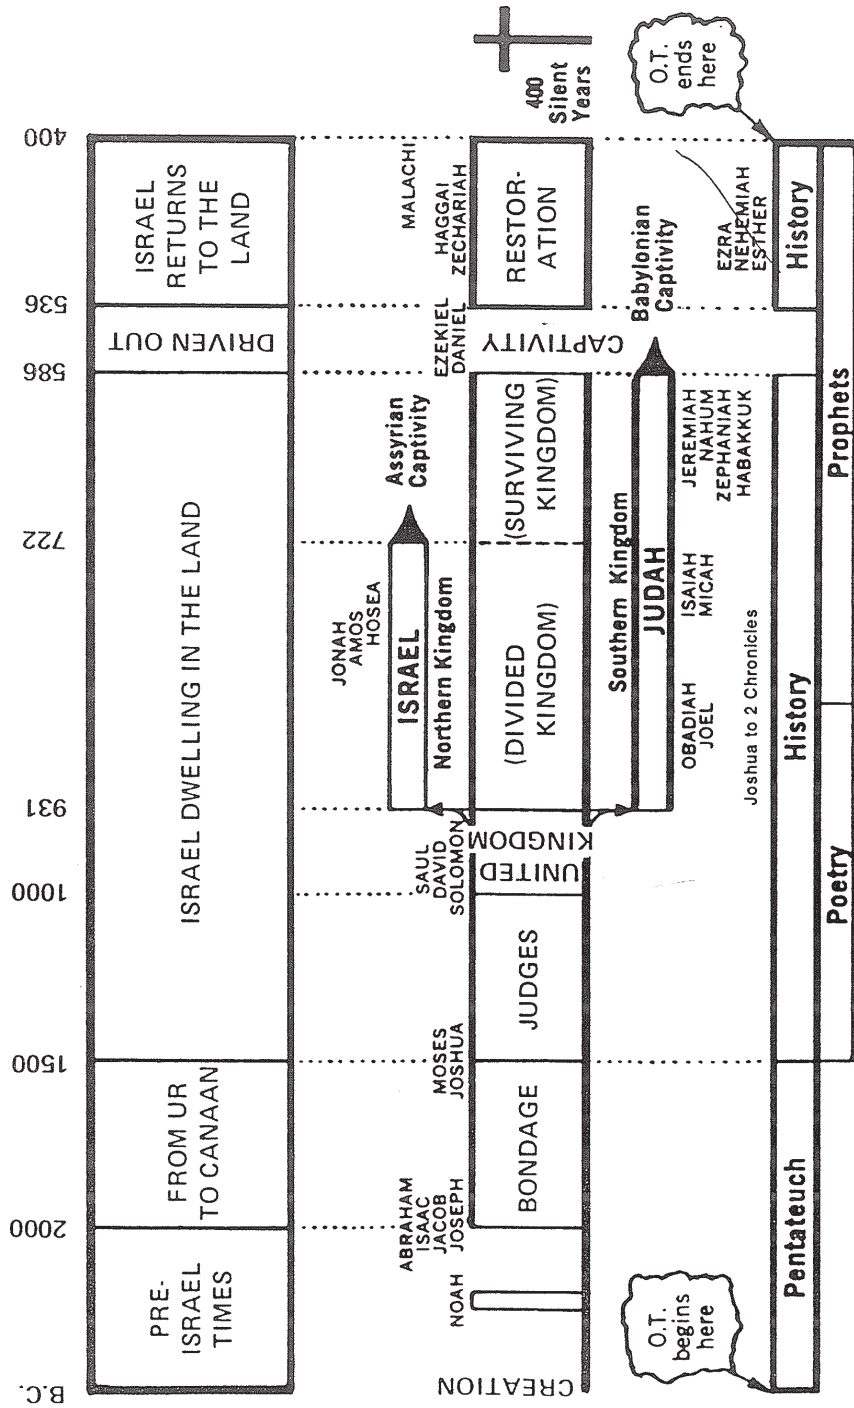 B.C.
2000
1500
1000
931
722
586
536
400
PRE-
ISRAEL
TIMES
FROM UR
TO CANAAN
ISRAEL DWELLING IN THE LAND
DRIVEN OUT
ISRAEL
RETURNS
TO THE
LAND
JONAH
AMOS
HOSEA
ISRAEL
Northern Kingdom
Assyrian
Captivity
NOAH
ABRAHAM
ISAAC
JACOB
JOSEPH
MOSES
JOSHUA
SAUL
DAVID
SOLOMON
EZEKIEL
DANIEL
MALACHI
HAGGAI
ZECHARIAH
CREATION
BONDAGE
JUDGES
UNITED
KINGDOM
(DIVIDED
KINGDOM)
(SURVIVING
KINGDOM)
CAPTIVITY
RESTOR-
ATION
400
Silent
Years
Southern Kingdom
JUDAH
Babylonian
Captivity
OBADIAH
JOEL
ISAIAH
MICAH
JEREMIAH
NAHUM
ZEPHANIAH
HABAKKUK
EZRA
NEHEMIAH
ESTHER
O.T.
begins
here
O.T.
ends
here
Joshua to 2 Chronicles
Pentateuch
History
History
Poetry
Prophets